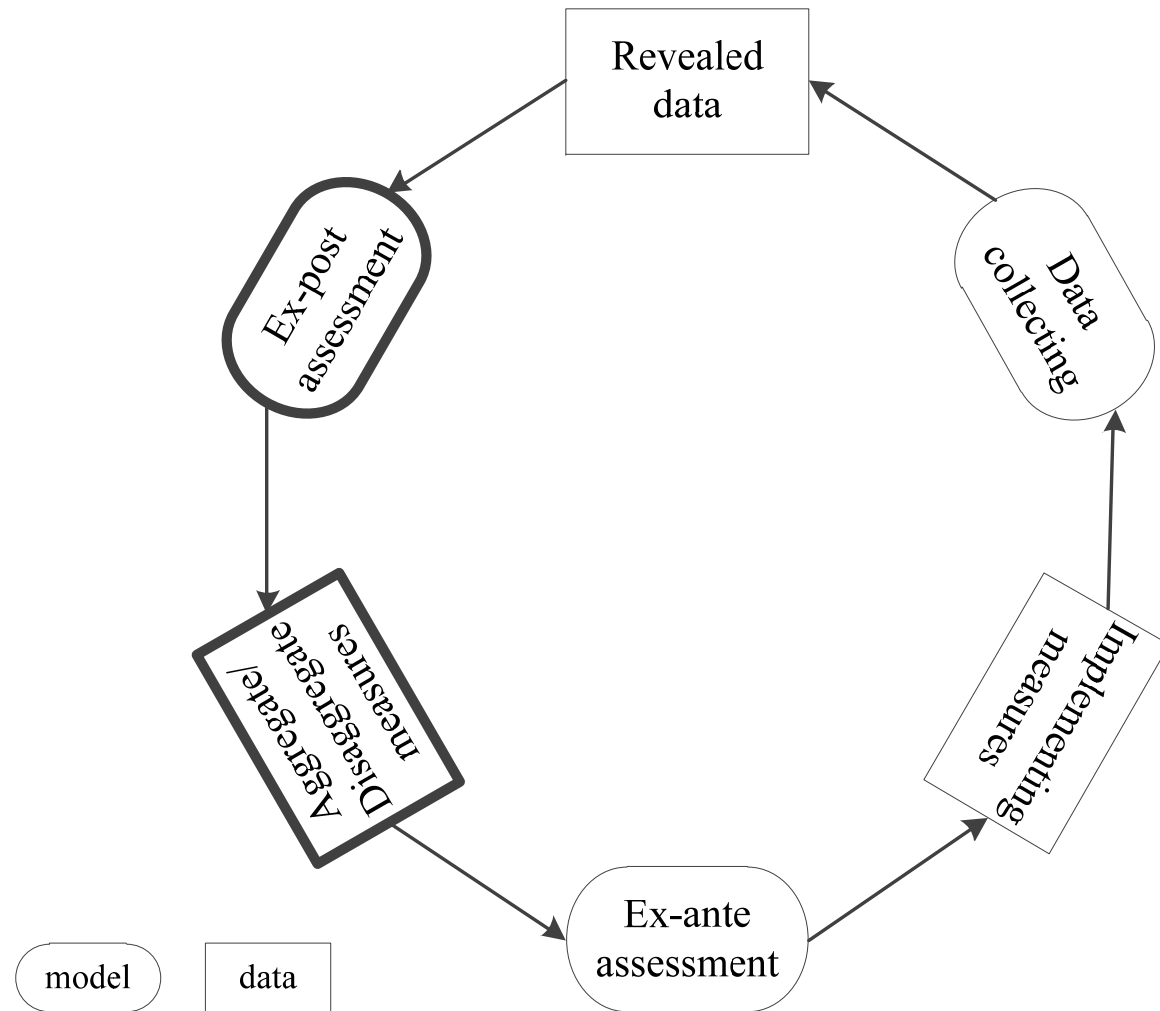 Revealed
data
Ex-post
assessment
Data
collecting
Aggregate/
Disaggregate
measures
Implementing
measures
Ex-ante
assessment
model
data